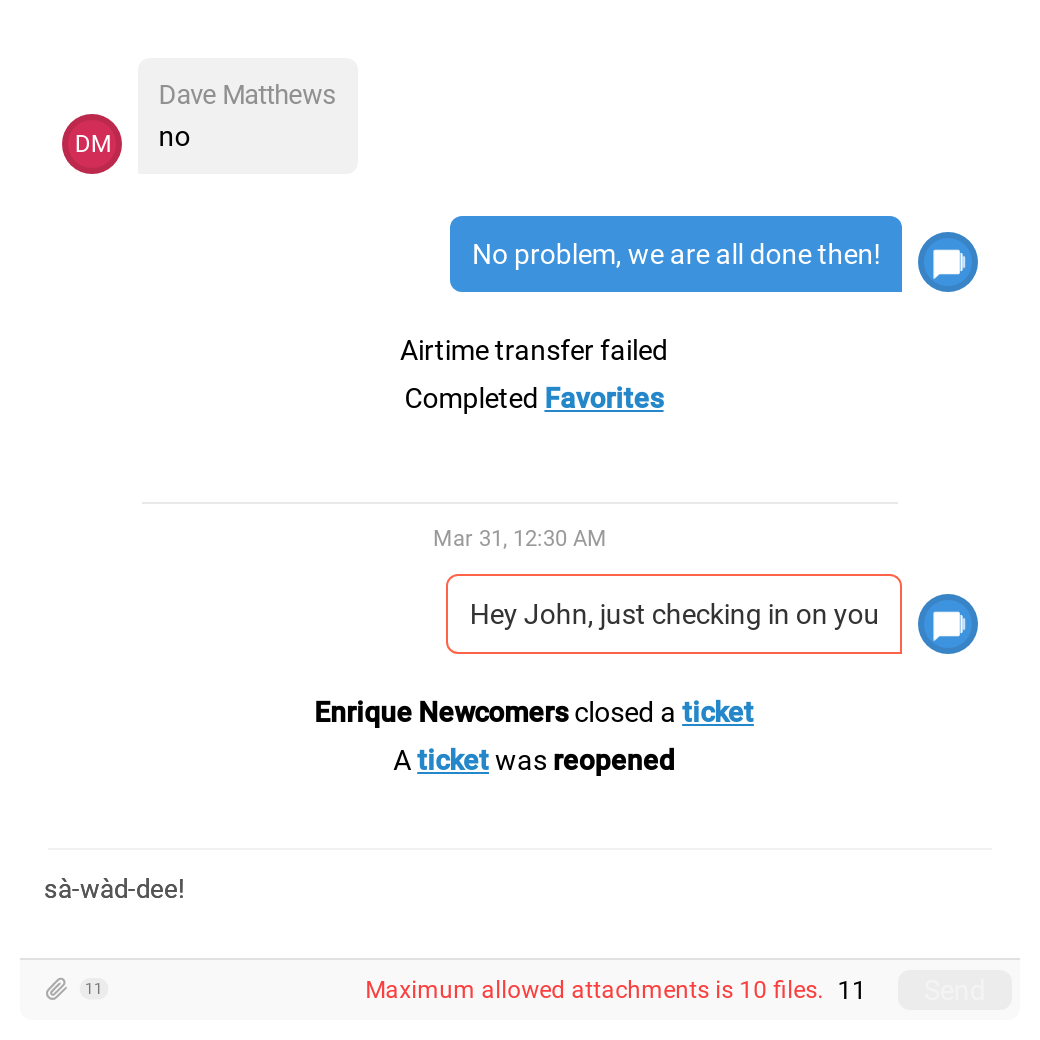 Dave Matthews
DM
no
No problem, we are all done then!
Airtime transfer failed
Completed Favorites
Mar 31, 12:30 AM
Hey John, just checking in on you
Enrique Newcomers closed a ticket
A ticket was reopened
sà-wàd-dee!
11 Maximum allowed attachments is 10 files. 11 Send